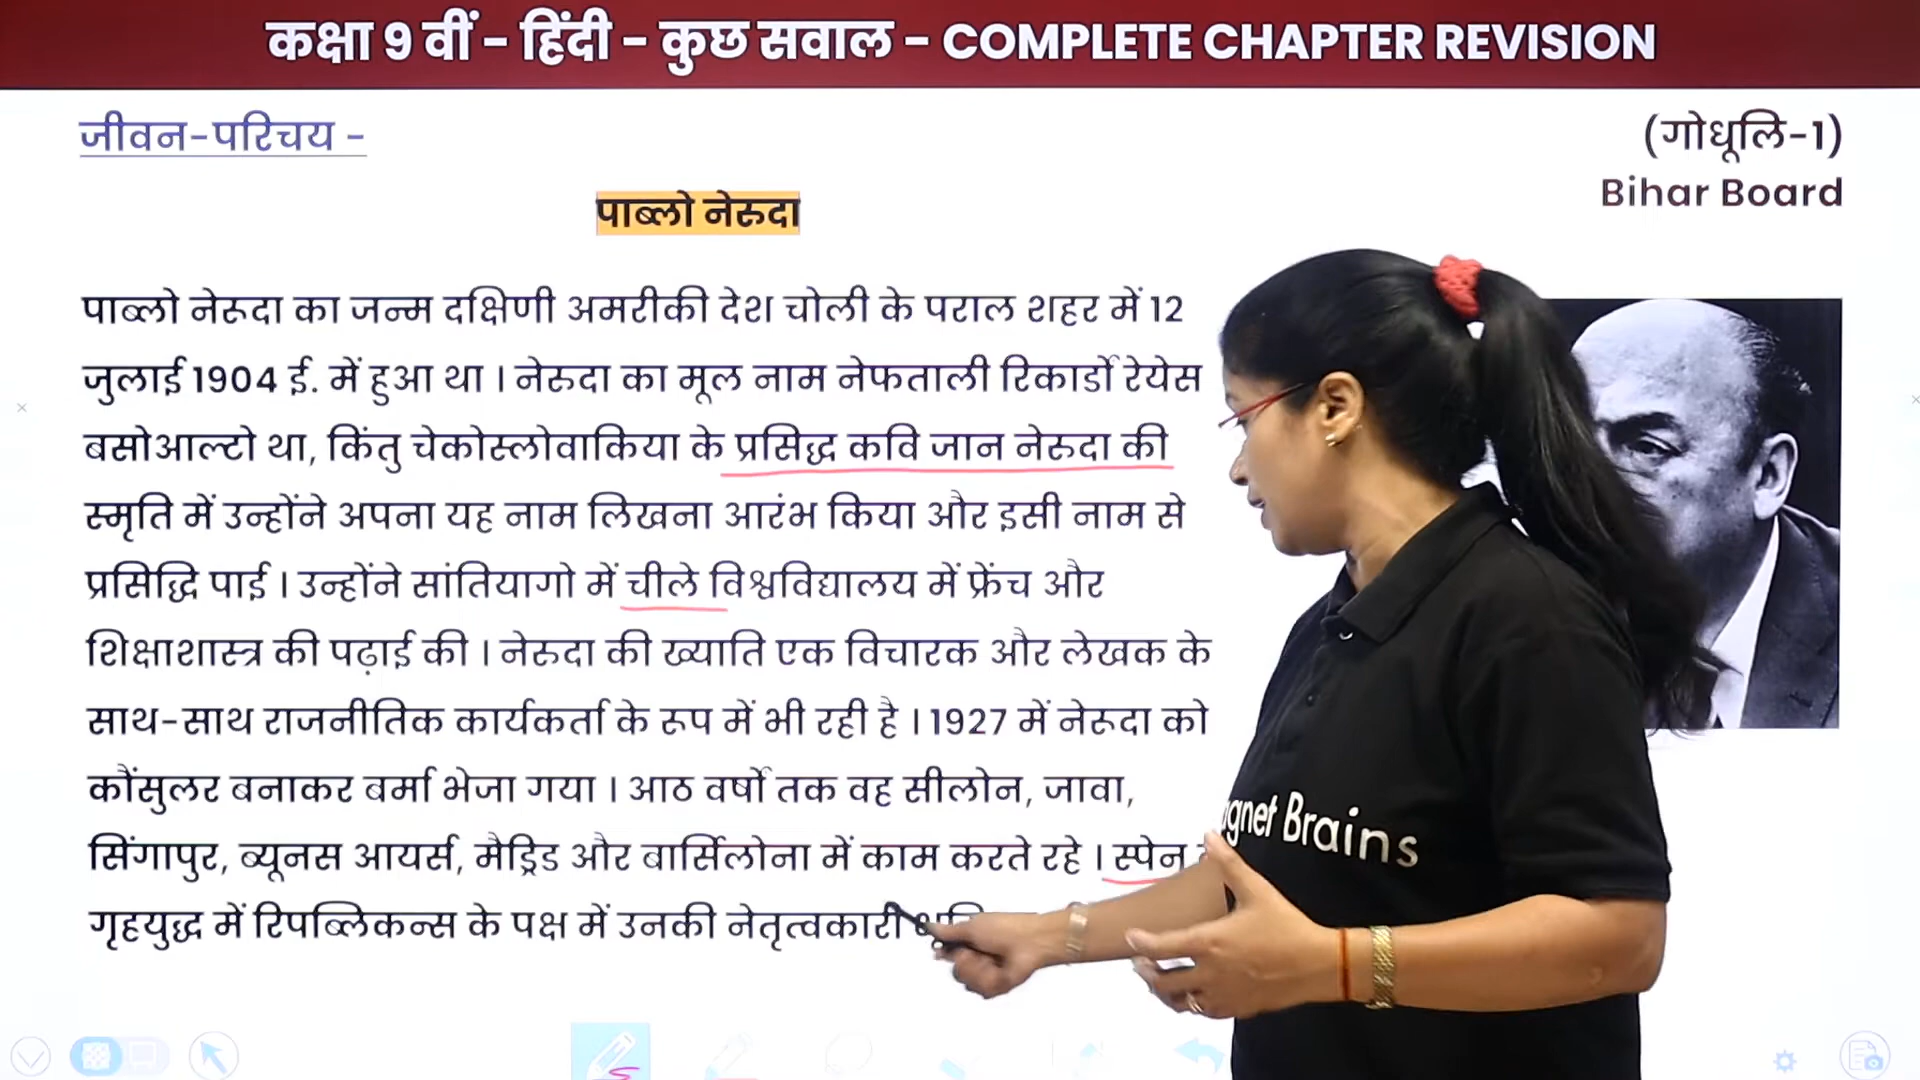 कक्षा 9 वीं - हिंदी - कुछ सवाल - COMPLETE CHAPTER REVISION
जीवन-परिचय -
(गोधूलि-1)
Bihar Board
पाब्लो नेरुदा
पाब्लो नेरूदा का जन्म दक्षिणी अमरीकी देश चोली के पराल शहर में 12
जुलाई 1904 ई. में हुआ था । नेरुदा का मूल नाम नेफताली रिकार्डो रेयेस
बसोआल्टो था, किंतु चेकोस्लोवाकिया के प्रसिद्ध कवि जान नेरुदा की
स्मृति में उन्होंने अपना यह नाम लिखना आरंभ किया और इसी नाम से
प्रसिद्धि पाई । उन्होंने सांतियागो में चीले विश्वविद्यालय में फ्रेंच और
शिक्षाशास्त्र की पढ़ाई की । नेरुदा की ख्याति एक विचारक और लेखक के
साथ-साथ राजनीतिक कार्यकर्ता के रूप में भी रही है । 1927 में नेरूदा को
कौंसुलर बनाकर बर्मा भेजा गया । आठ वर्षों तक वह सीलोन, जावा,
सिंगापुर, ब्यूनस आयर्स, मैड्रिड और बार्सिलोना में काम करते रहे । स्पेन
गृहयुद्ध में रिपब्लिकन्स के पक्ष में उनकी नेतृत्वकारी
Brains